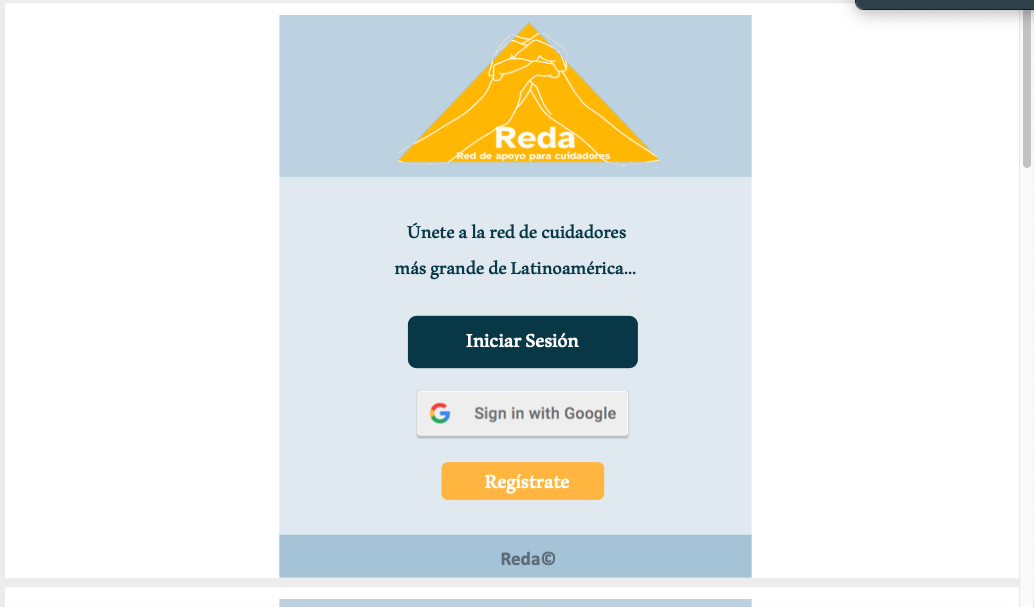 Reda
Red de apoyo para cuidadores
Únete a la red de cuidadores
más grande de Latinoamérica...
Iniciar Sesión
Sign in with Google
Regístrate
Reda©